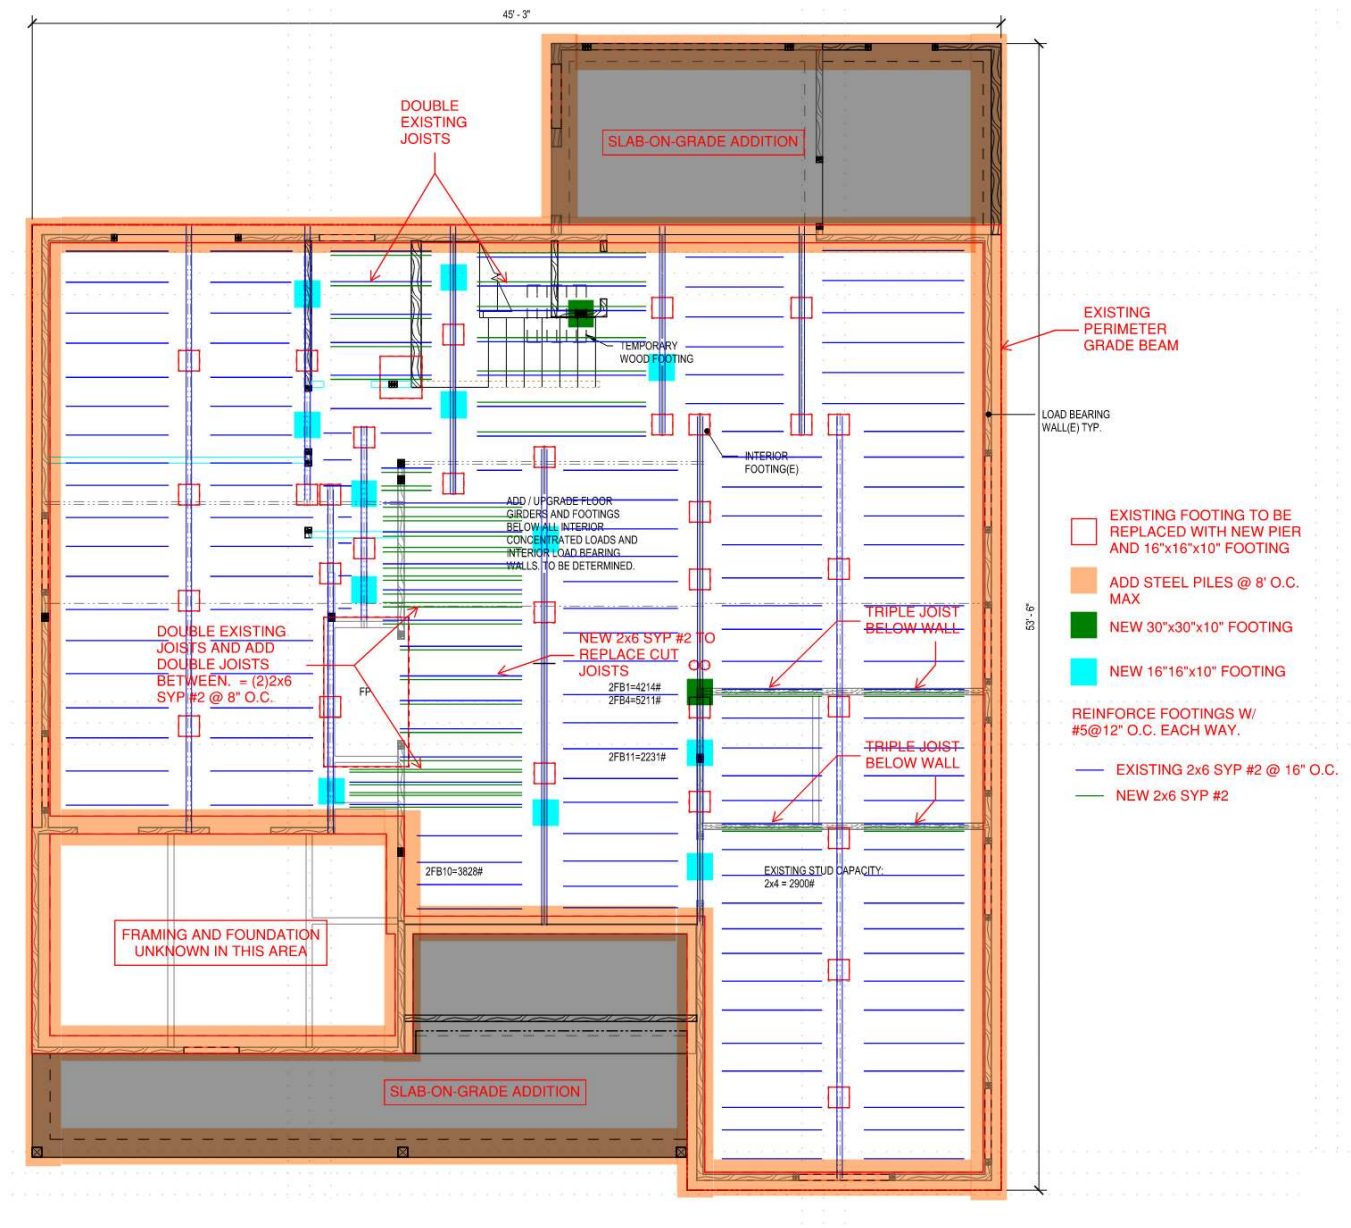 45' - 3"
DOUBLE
EXISTING
JOISTS
SLAB-ON-GRADE ADDITION
TEMPORARY
WOOD FOOTING
EXISTING
PERIMETER
GRADE BEAM
LOAD BEARING
WALL(E) TYP.
INTERIOR
FOOTING(E)
ADD / UPGRADE FLOOR
GIRDERS AND FOOTINGS
BELOW ALL INTERIOR
CONCENTRATED LOADS AND
INTERIOR LOAD BEARING
WALLS. TO BE DETERMINED.
EXISTING FOOTING TO BE
REPLACED WITH NEW PIER
AND 16"x16"x10" FOOTING
ADD STEEL PILES @ 8' O.C.
MAX
NEW 30"x30"x10" FOOTING
NEW 16"16"x10" FOOTING
REINFORCE FOOTINGS W/
#5@12" O.C. EACH WAY.
EXISTING 2x6 SYP #2 @ 16" O.C.
NEW 2x6 SYP #2
53' - 6"
DOUBLE EXISTING
JOISTS AND ADD
DOUBLE JOISTS
BETWEEN. = (2)2x6
SYP #2 @ 8" O.C.
FP
NEW 2x6 SYP #2 TO
REPLACE CUT
JOISTS
TRIPLE JOIST
BELOW WALL
2FB1=4214#
2FB4=5211#
2FB11=2231#
TRIPLE JOIST
BELOW WALL
2FB10=3828#
EXISTING STUD CAPACITY:
2x4 = 2900#
FRAMING AND FOUNDATION
UNKNOWN IN THIS AREA
SLAB-ON-GRADE ADDITION